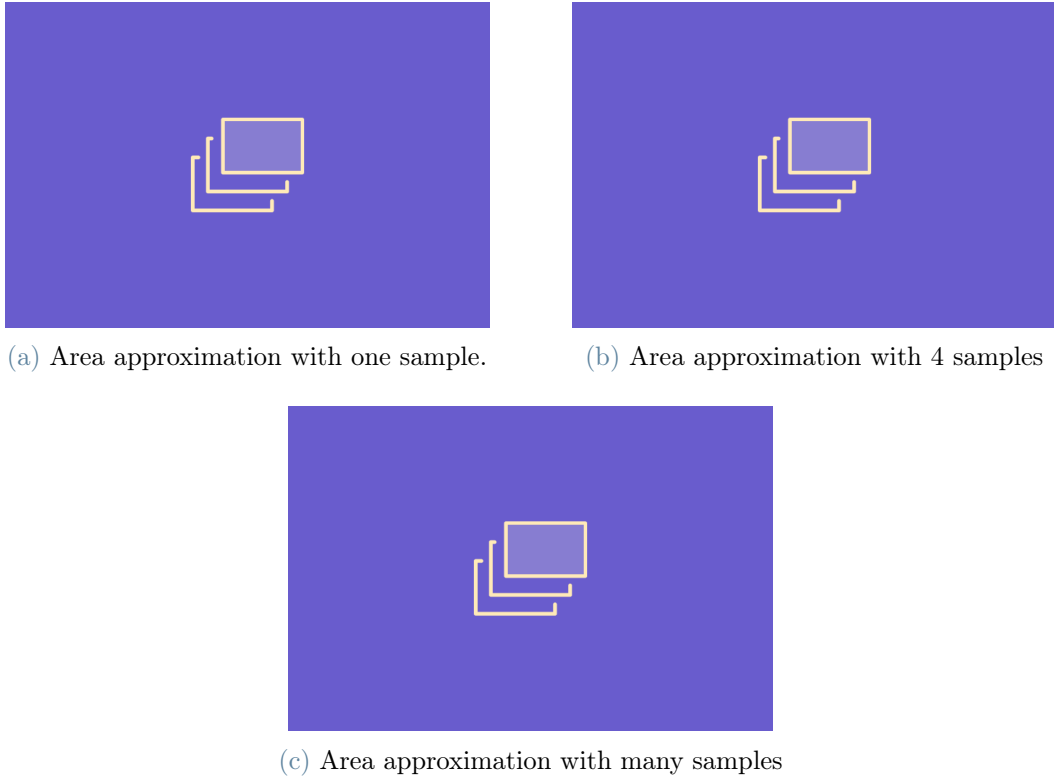 (a) Area approximation with one sample.
(b) Area approximation with 4 samples
(c) Area approximation with many samples